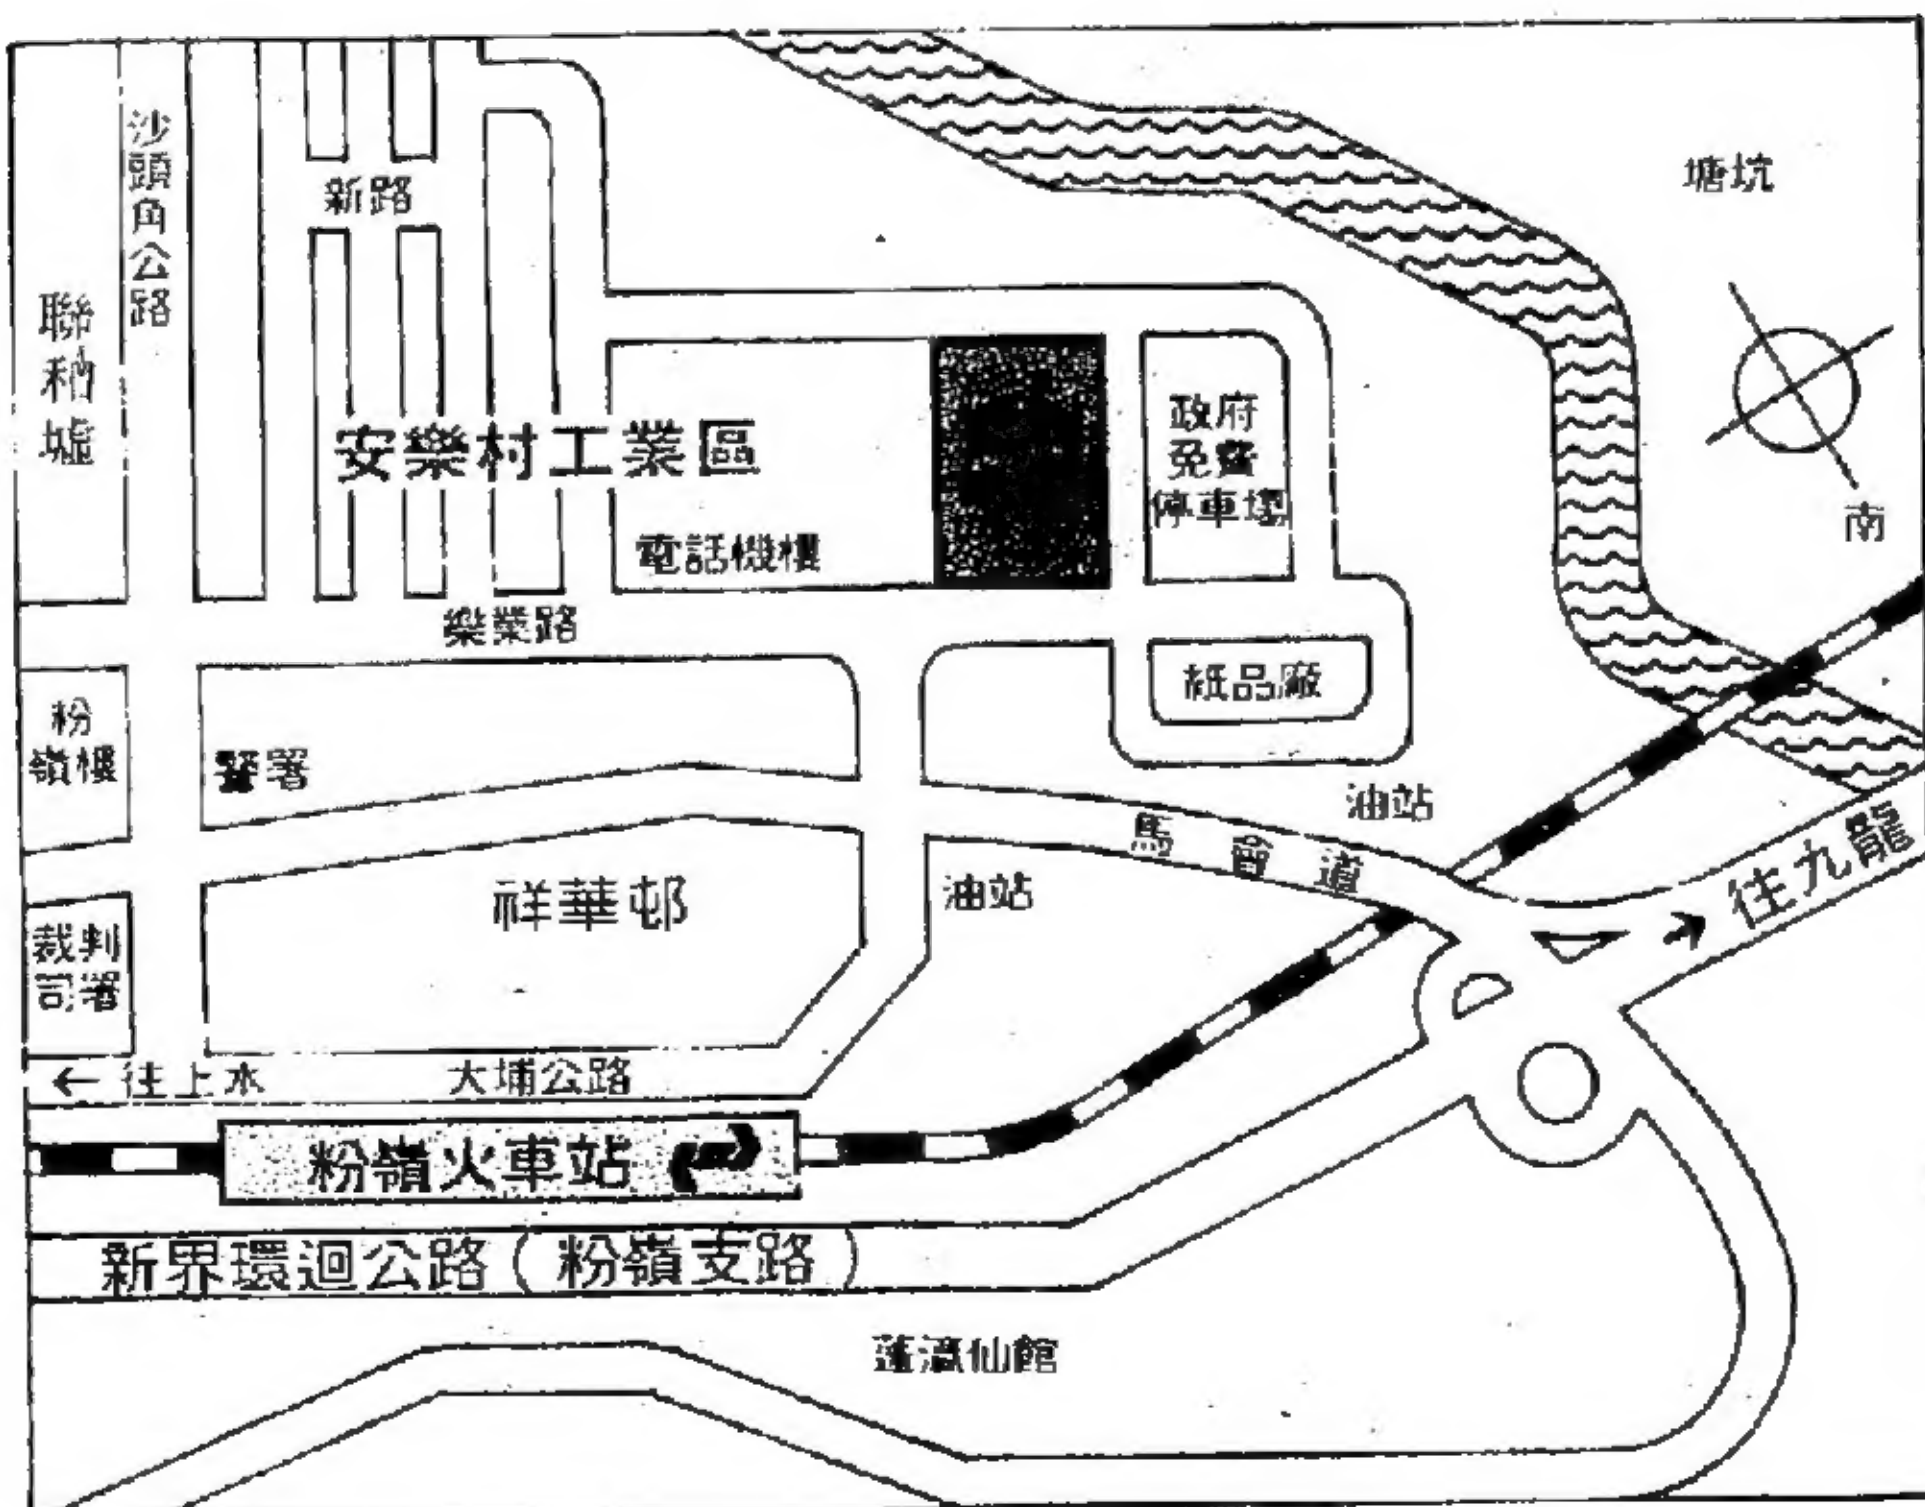 沙頭角公路
新路
塘坑
聯和墟
安樂村工業區
政府
免費
停車場
南
電話機樓
樂業路
紙品廠
粉
嶺樓
警署
油站
馬會道
往九龍
祥華邨
油站
裁判
司署
往上水
大埔公路
粉嶺火車站
新界環迴公路(粉嶺支路)
蓬瀛仙館